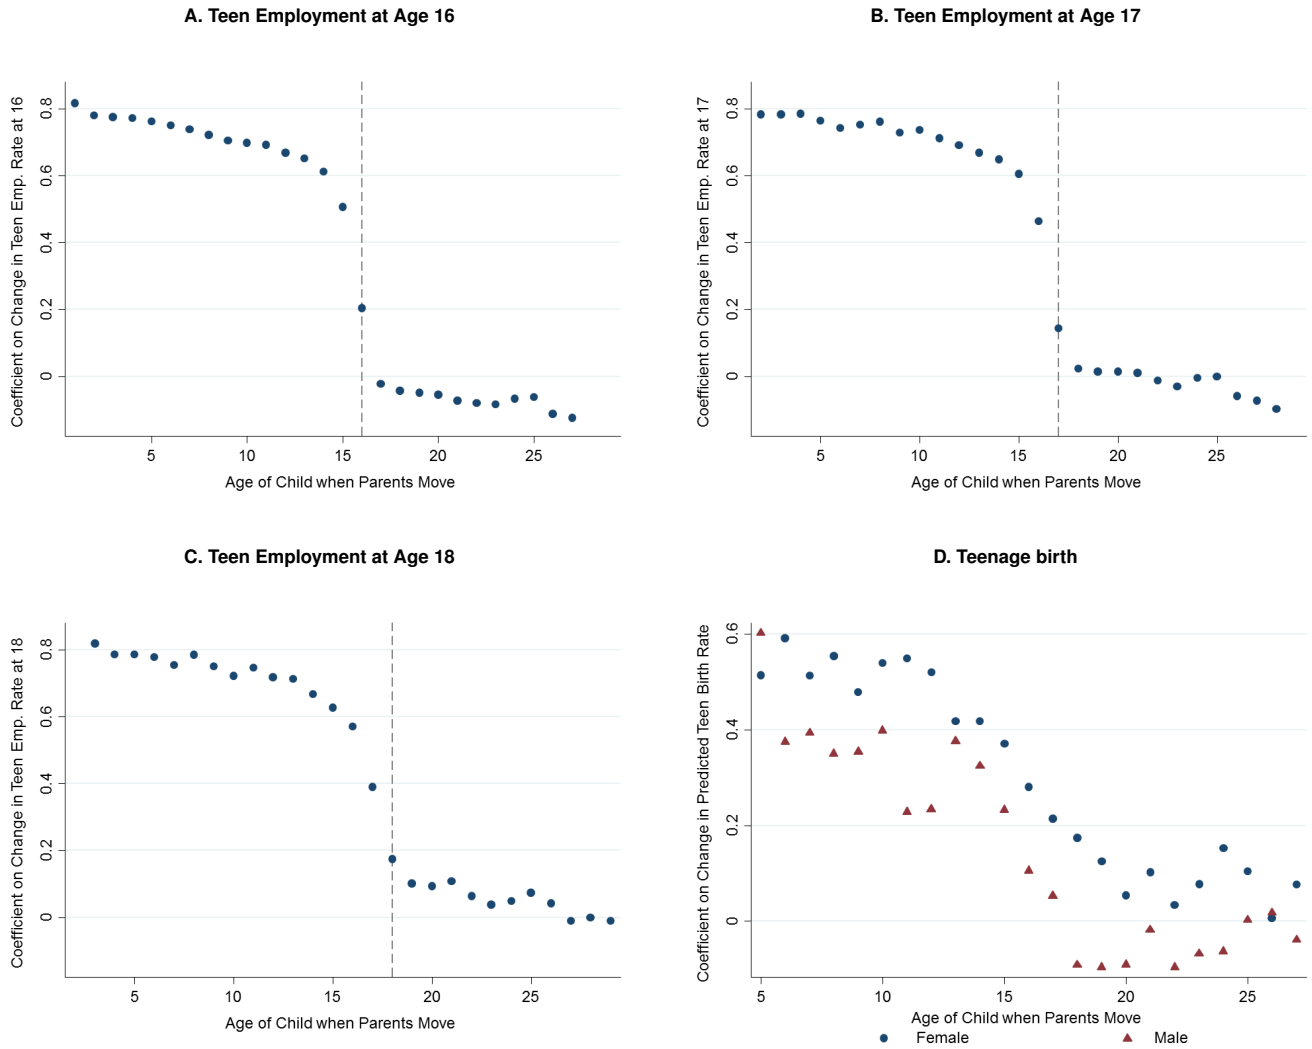 A. Teen Employment at Age 16
Coefficient on Change in Teen Emp. Rate at 16
0.8
0.6
0.4
0.2
0
5 10 15 20 25
Age of Child when Parents Move
B. Teen Employment at Age 17
Coefficient on Change in Teen Emp. Rate at 17
0.8
0.6
0.4
0.2
0
5 10 15 20 25
Age of Child when Parents Move
C. Teen Employment at Age 18
Coefficient on Change in Teen Emp. Rate at 18
0.8
0.6
0.4
0.2
0
5 10 15 20 25
Age of Child when Parents Move
D. Teenage birth
Coefficient on Change in Predicted Teen Birth Rate
0.6
0.4
0.2
0
5 10 15 20 25
Age of Child when Parents Move
Female Male